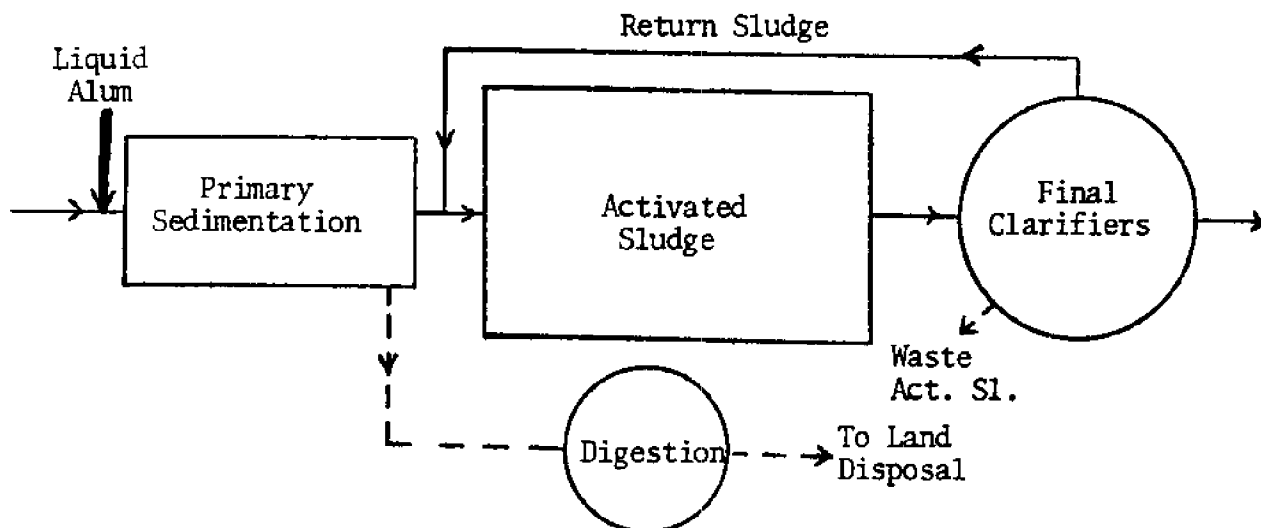 Return Sludge
Liquid
Alum
Primary
Sedimentation
Activated
Sludge
Final
Clarifiers
Waste
Act. Sl.
Digestion
To Land
Disposal